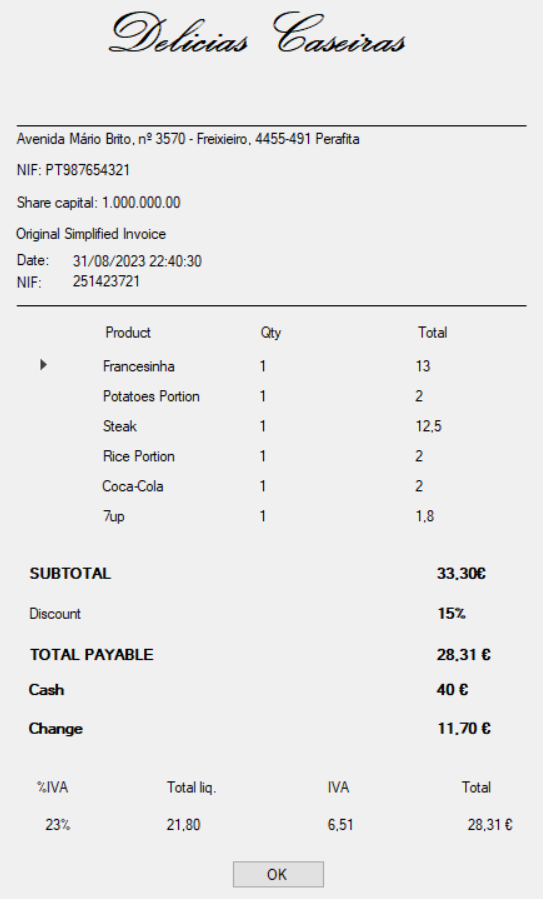 Delicias Caseiras
Avenida Mário Brito, nº 3570 - Freixieiro, 4455-491 Perafita
NIF: PT987654321
Share capital: 1.000.000.00
Original Simplified Invoice
Date: 31/08/2023 22:40:30
NIF: 251423721
Product Qty Total
Francesinha 1 13
Potatoes Portion 1 2
Steak 1 12,5
Rice Portion 1 2
Coca-Cola 1 2
7up 1 1,8
SUBTOTAL 33,30€
Discount 15%
TOTAL PAYABLE 28,31 €
Cash 40 €
Change 11,70 €
%IVA Total liq. IVA Total
23% 21,80 6,51 28,31 €
OK